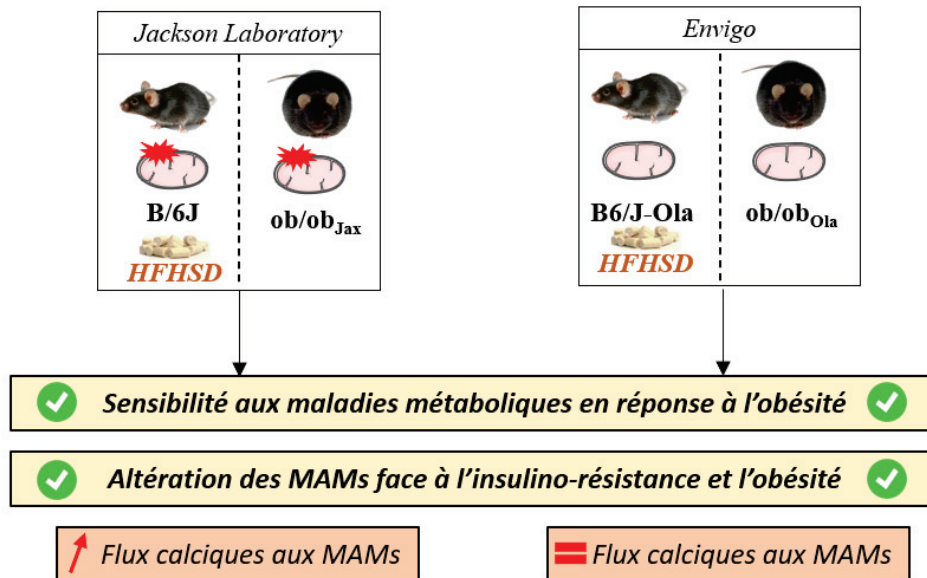 Jackson Laboratory
Envigo
B/6J
ob/obJax
B6/J-Ola
ob/obOla
HFHSD
HFHSD
Sensibilité aux maladies métaboliques en réponse à l'obésité
Altération des MAMs face à l'insulino-résistance et l'obésité
Flux calciques aux MAMs
Flux calciques aux MAMs